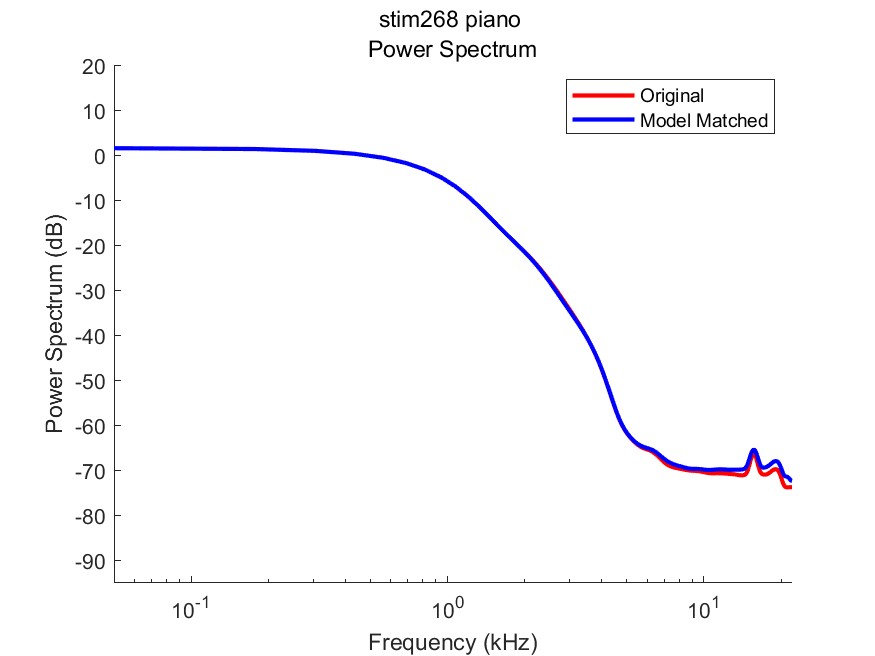 stim268 piano
Power Spectrum
Original
Model Matched
20
10
0
-10
-20
-30
-40
-50
-60
-70
-80
-90
Power Spectrum (dB)
10^-1
10^0
10^1
Frequency (kHz)